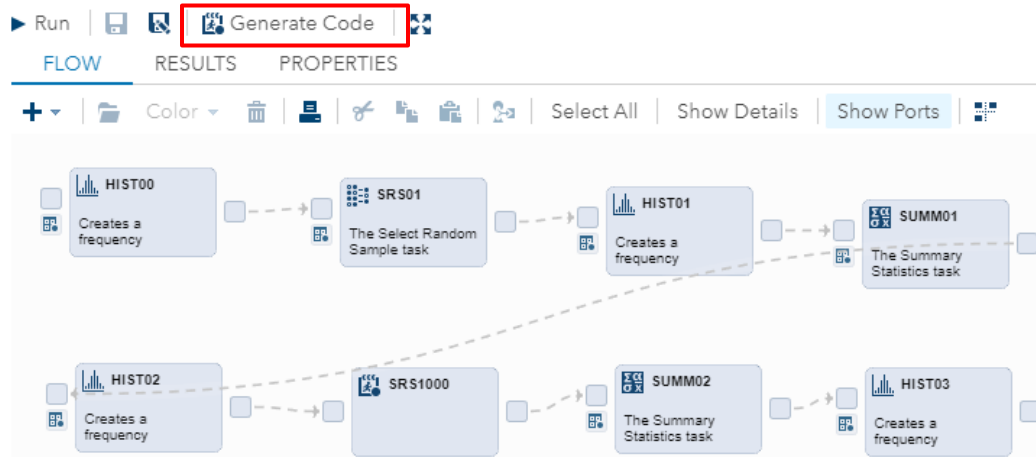 Run Generate Code
FLOW RESULTS PROPERTIES
Color Select All Show Details Show Ports
HIST00
Creates a
frequency
SRS01
The Select Random
Sample task
HIST01
Creates a
frequency
SUMM01
The Summary
Statistics task
HIST02
Creates a
frequency
SRS1000
SUMM02
The Summary
Statistics task
HIST03
Creates a
frequency